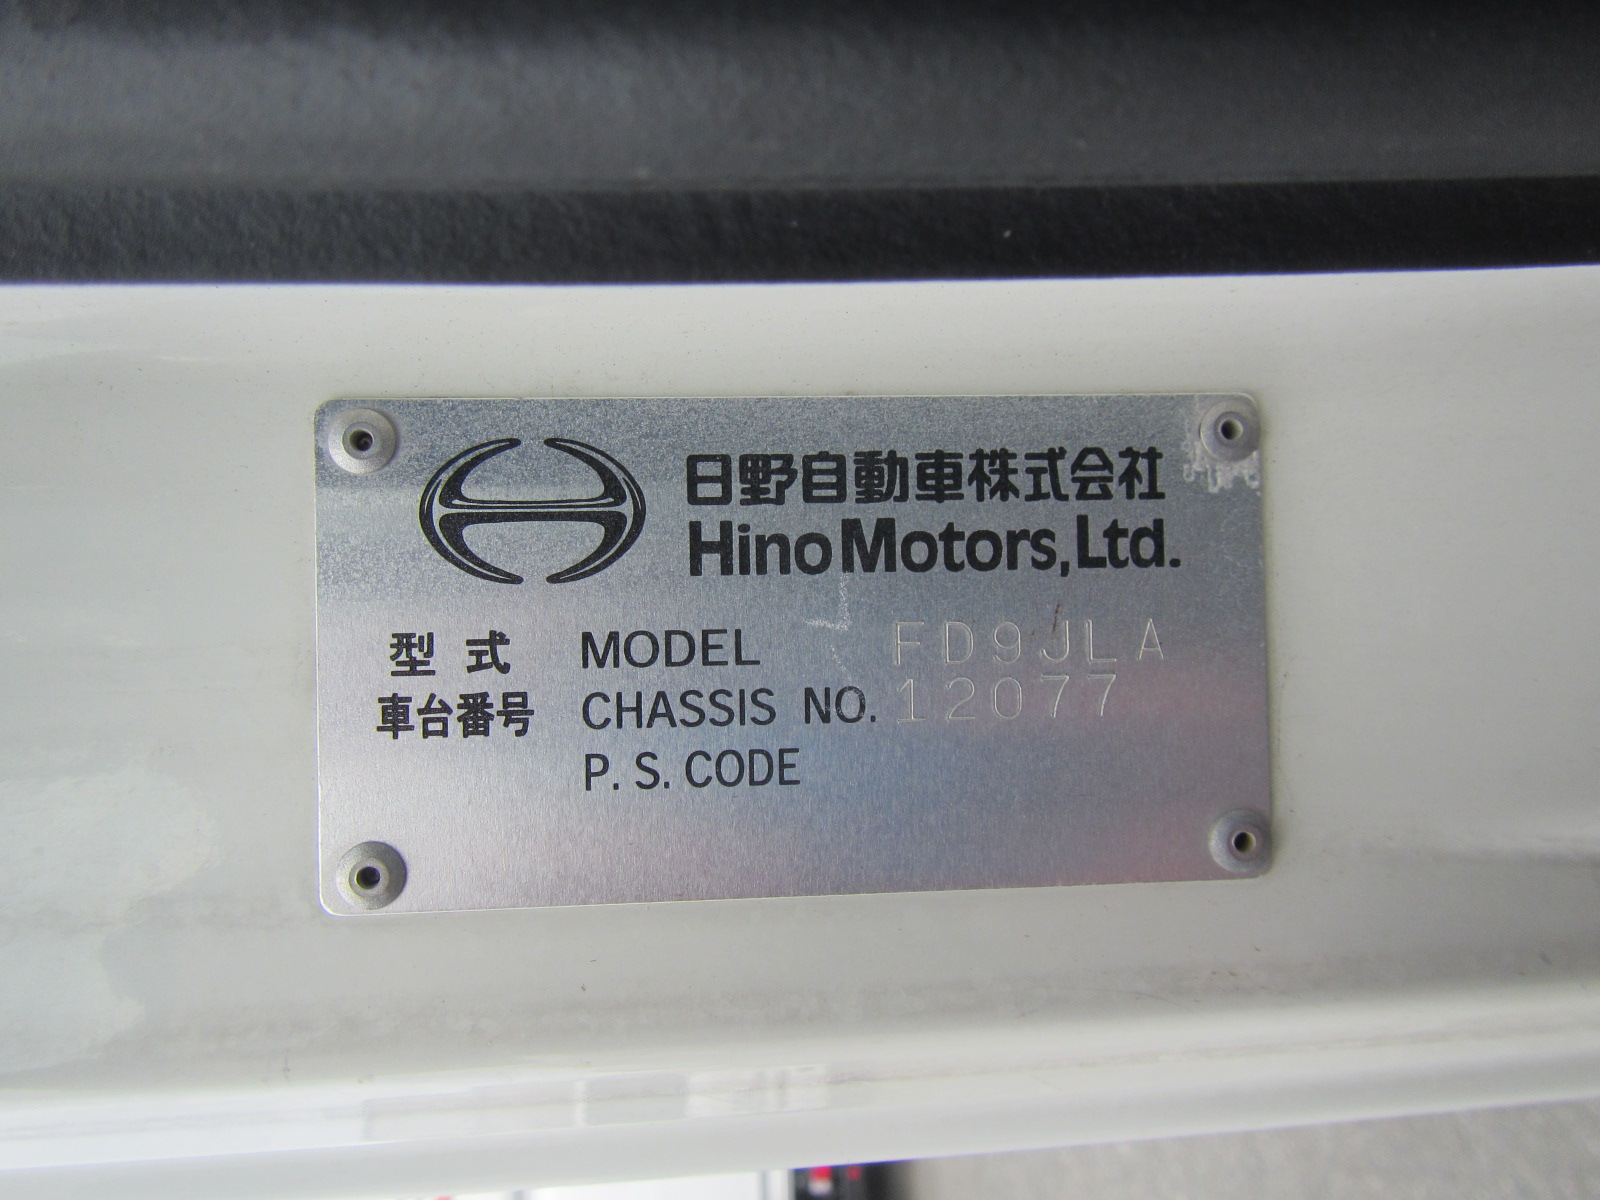 日野自動車株式会社
Hino Motors, Ltd.
型式 MODEL FD9JLA
車台番号 CHASSIS NO. 12077
P. S. CODE